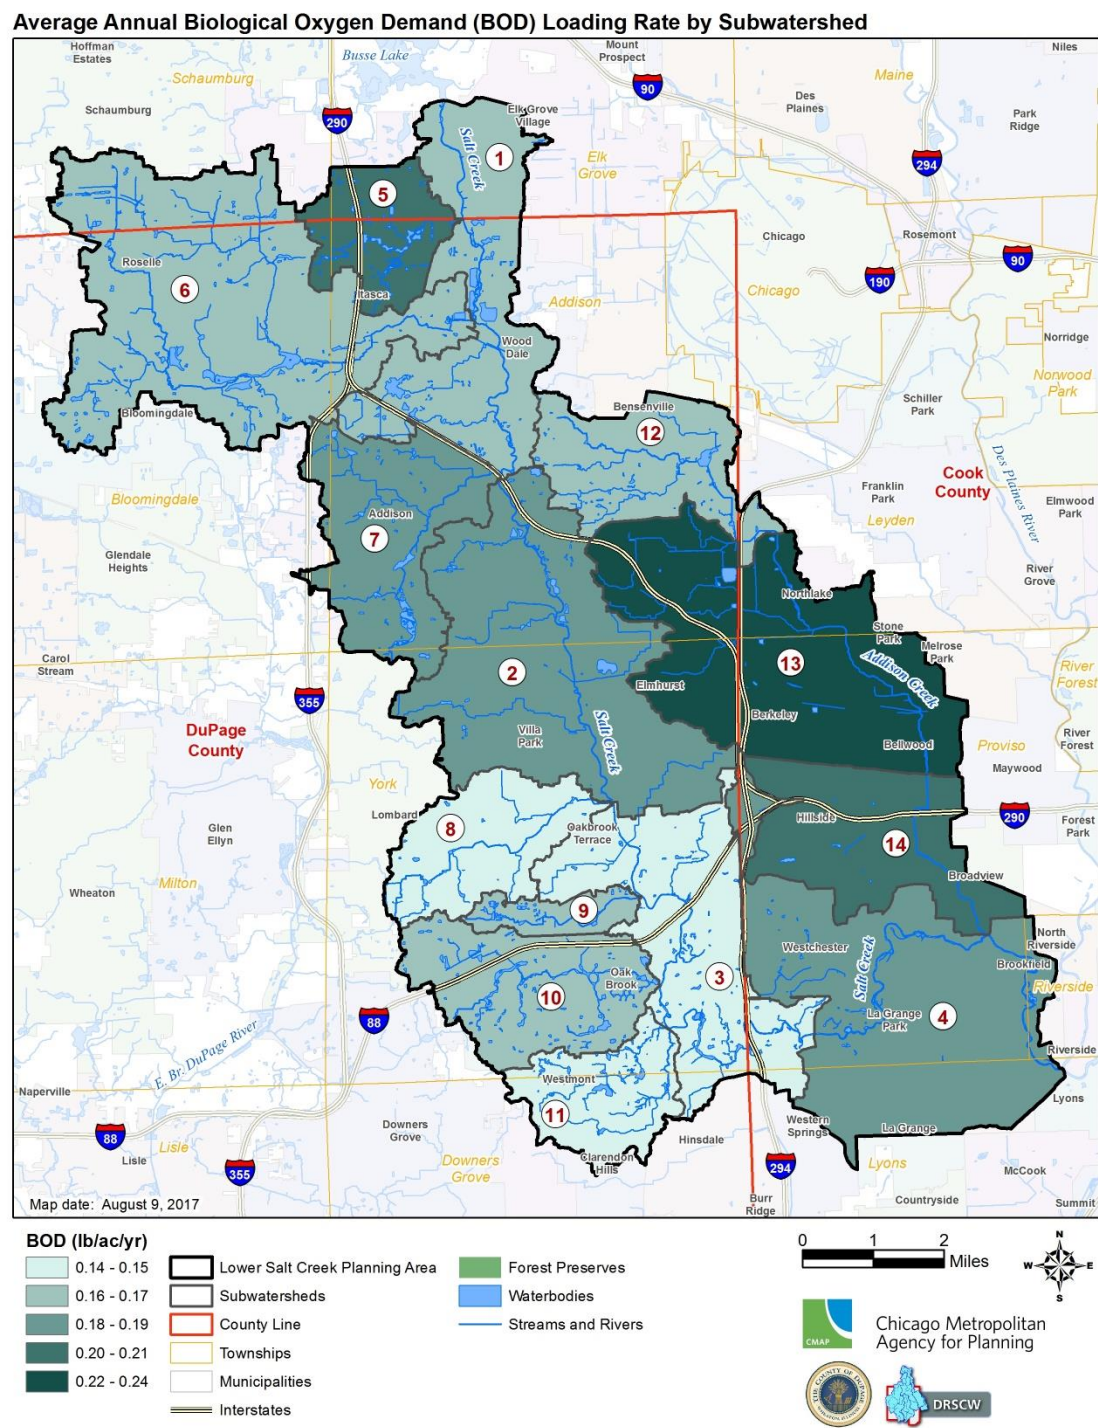 Average Annual Biological Oxygen Demand (BOD) Loading Rate by Subwatershed
Hoffman
Estates
Schaumburg
Busse Lake
Mount
Prospect
Niles
Maine
90
Des
Plaines
Schaumburg
290
Elk Grove
Village
Park
Ridge
Salt Creek
1
Elk
Grove
294
5
Chicago
Rosemont
90
Roselle
6
190
Itasca
Addison
Chicago
Wood
Dale
Norridge
Norwood
Park
Schiller
Park
Bloomingdale
Bensenville
12
Des Plaines River
Cook
County
Bloomingdale
Addison
Franklin
Park
Elmwood
Park
Leyden
7
Glendale
Heights
River
Grove
Northlake
Stone
Park
Melrose
Park
Carol
Stream
2
13
Addison Creek
River
Forest
Elmhurst
355
Berkeley
DuPage
County
Villa
Park
Salt Creek
Bellwood
Proviso
River
Forest
Maywood
York
Lombard
8
Oakbrook
Terrace
Hillside
290
Forest
Park
Glen
Ellyn
14
Milton
Wheaton
Broadview
9
Westchester
Salt Creek
North
Riverside
Brookfield
Oak
Brook
3
Riverside
10
La Grange
Park
4
88
E. Br. DuPage River
Riverside
Westmont
Naperville
Lyons
11
88
Lisle
Lisle
Downers
Grove
Western
Springs
La Grange
Hinsdale
Clarendon
Hills
355
Downers
Grove
294
Lyons
McCook
Burr
Ridge
Countryside
Summit
Map date: August 9, 2017
BOD (lb/ac/yr)
0.14 - 0.15
0.16 - 0.17
0.18 - 0.19
0.20 - 0.21
0.22 - 0.24
Lower Salt Creek Planning Area
Subwatersheds
County Line
Townships
Municipalities
Interstates
Forest Preserves
Waterbodies
Streams and Rivers
0 1 2
Miles
N
W E
S
CMAP
Chicago Metropolitan
Agency for Planning
THE COUNTY OF DUPAGE
DRSCW